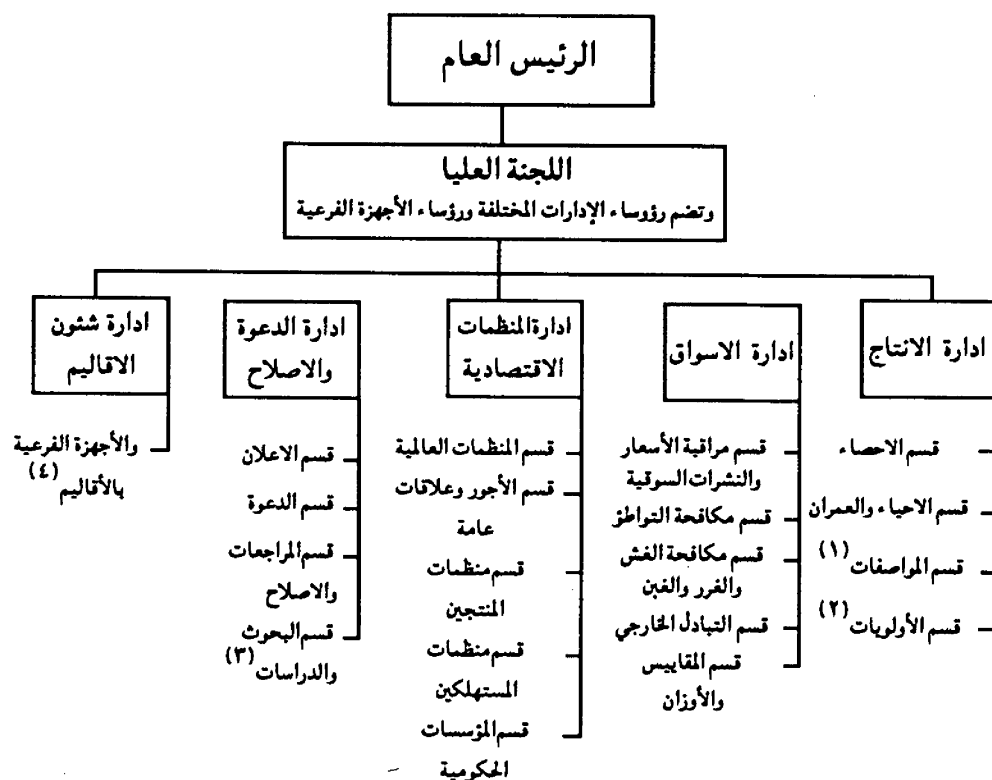 الرئيس العام
اللجنة العليا
وتضم رؤوساء الإدارات المختلفة ورؤساء الأجهزة الفرعية
ادارة الانتاج
قسم الاحصاء
قسم الاحياء والعمران
قسم المواصفات (١)
قسم الأولويات (٢)
ادارة الاسواق
قسم مراقبة الأسعار
والنشرات السوقية
قسم مكافحة التواطؤ
قسم مكافحة الغش
والغرر والغبن
قسم التبادل الخارجي
قسم المقاييس
والأوزان
ادارة المنظمات
الاقتصادية
قسم المنظمات العالمية
قسم الأجور وعلاقات
عامة
قسم منظمات
المنتجين
قسم منظمات
المستهلكين
قسم المؤسسات
الحكومية
ادارة الدعوة
والاصلاح
قسم الاعلان
قسم الدعوة
قسم المراجعات
والاصلاح
قسم البحوث
والدراسات (٣)
ادارة شئون
الاقاليم
والأجهزة الفرعية
بالأقاليم (٤)